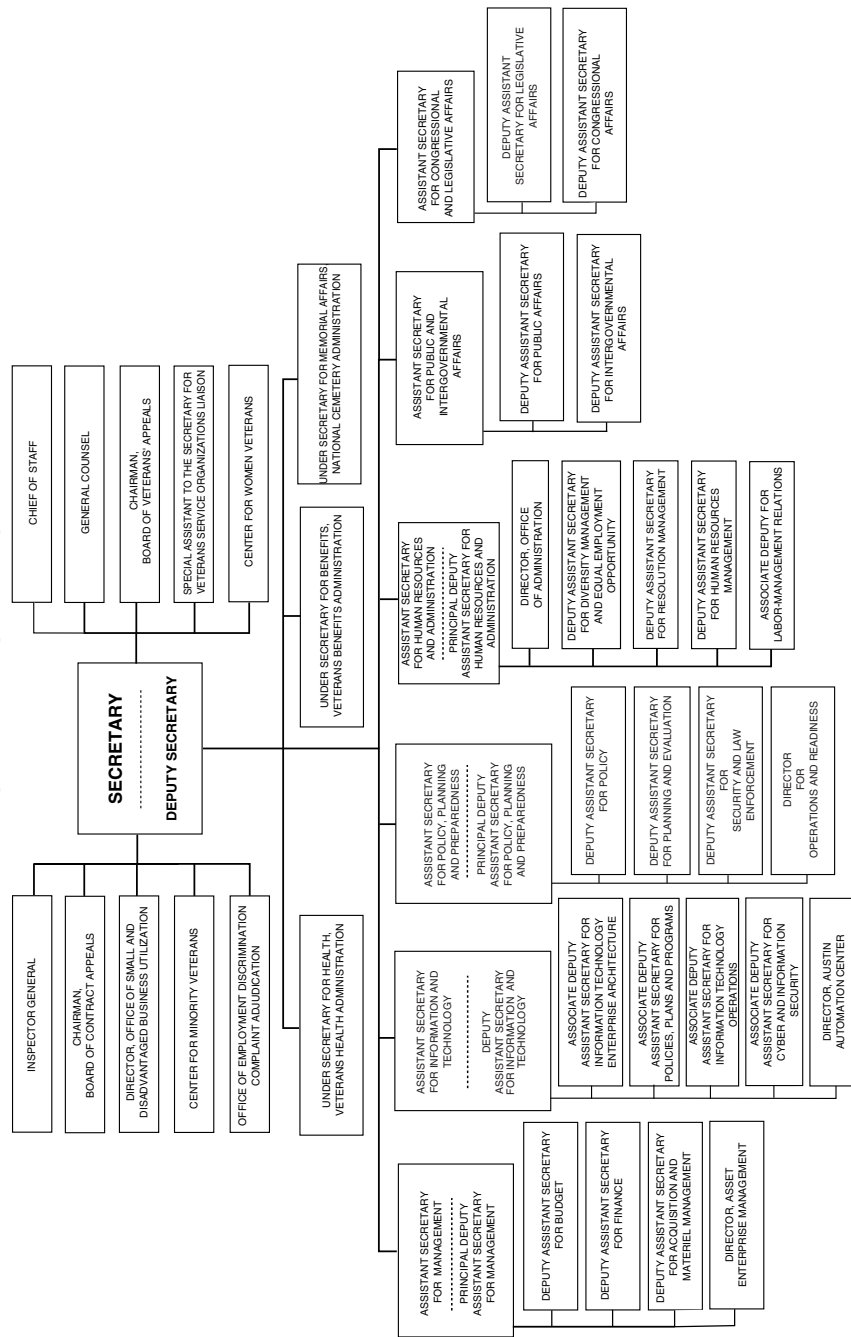 SECRETARY
DEPUTY SECRETARY
INSPECTOR GENERAL
CHAIRMAN,
BOARD OF CONTRACT APPEALS
DIRECTOR, OFFICE OF SMALL AND
DISADVANTAGED BUSINESS UTILIZATION
CENTER FOR MINORITY VETERANS
OFFICE OF EMPLOYMENT DISCRIMINATION
COMPLAINT ADJUDICATION
CHIEF OF STAFF
GENERAL COUNSEL
CHAIRMAN,
BOARD OF VETERANS' APPEALS
SPECIAL ASSISTANT TO THE SECRETARY FOR
VETERANS SERVICE ORGANIZATIONS LIAISON
CENTER FOR WOMEN VETERANS
UNDER SECRETARY FOR HEALTH,
VETERANS HEALTH ADMINISTRATION
UNDER SECRETARY FOR BENEFITS,
VETERANS BENEFITS ADMINISTRATION
UNDER SECRETARY FOR MEMORIAL AFFAIRS,
NATIONAL CEMETERY ADMINISTRATION
ASSISTANT SECRETARY
FOR MANAGEMENT
PRINCIPAL DEPUTY
ASSISTANT SECRETARY
FOR MANAGEMENT
DEPUTY ASSISTANT SECRETARY
FOR BUDGET
DEPUTY ASSISTANT SECRETARY
FOR FINANCE
DEPUTY ASSISTANT SECRETARY
FOR ACQUISITION AND
MATERIEL MANAGEMENT
DIRECTOR, ASSET
ENTERPRISE MANAGEMENT
ASSISTANT SECRETARY
FOR INFORMATION AND
TECHNOLOGY
DEPUTY
ASSISTANT SECRETARY
FOR INFORMATION AND
TECHNOLOGY
ASSOCIATE DEPUTY
ASSISTANT SECRETARY FOR
INFORMATION TECHNOLOGY
ENTERPRISE ARCHITECTURE
ASSOCIATE DEPUTY
ASSISTANT SECRETARY FOR
POLICIES, PLANS AND PROGRAMS
ASSOCIATE DEPUTY
ASSISTANT SECRETARY FOR
INFORMATION TECHNOLOGY
OPERATIONS
ASSOCIATE DEPUTY
ASSISTANT SECRETARY FOR
CYBER AND INFORMATION
SECURITY
DIRECTOR, AUSTIN
AUTOMATION CENTER
ASSISTANT SECRETARY
FOR POLICY, PLANNING
AND PREPAREDNESS
PRINCIPAL DEPUTY
ASSISTANT SECRETARY
FOR POLICY, PLANNING
AND PREPAREDNESS
DEPUTY ASSISTANT SECRETARY
FOR POLICY
DEPUTY ASSISTANT SECRETARY
FOR PLANNING AND EVALUATION
DEPUTY ASSISTANT SECRETARY
FOR
SECURITY AND LAW
ENFORCEMENT
DIRECTOR
FOR
OPERATIONS AND READINESS
ASSISTANT SECRETARY
FOR HUMAN RESOURCES
AND ADMINISTRATION
PRINCIPAL DEPUTY
ASSISTANT SECRETARY FOR
HUMAN RESOURCES AND
ADMINISTRATION
DIRECTOR, OFFICE
OF ADMINISTRATION
DEPUTY ASSISTANT SECRETARY
FOR DIVERSITY MANAGEMENT
AND EQUAL EMPLOYMENT
OPPORTUNITY
DEPUTY ASSISTANT SECRETARY
FOR RESOLUTION MANAGEMENT
DEPUTY ASSISTANT SECRETARY
FOR HUMAN RESOURCES
MANAGEMENT
ASSOCIATE DEPUTY FOR
LABOR-MANAGEMENT RELATIONS
ASSISTANT SECRETARY
FOR PUBLIC AND
INTERGOVERNMENTAL
AFFAIRS
DEPUTY ASSISTANT SECRETARY
FOR PUBLIC AFFAIRS
DEPUTY ASSISTANT SECRETARY
FOR INTERGOVERNMENTAL
AFFAIRS
ASSISTANT SECRETARY
FOR CONGRESSIONAL
AND LEGISLATIVE AFFAIRS
DEPUTY ASSISTANT
SECRETARY FOR LEGISLATIVE
AFFAIRS
DEPUTY ASSISTANT SECRETARY
FOR CONGRESSIONAL
AFFAIRS